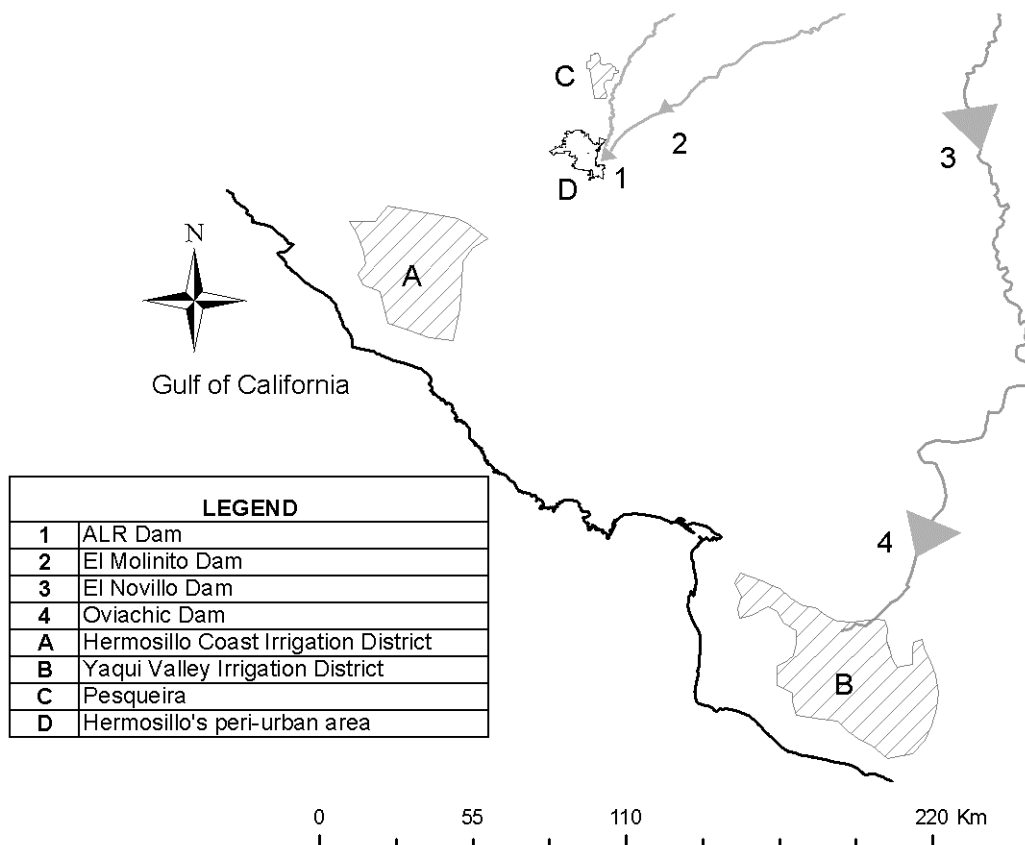 C
2
3
D
1
N
A
Gulf of California
LEGEND
1 ALR Dam
2 El Molinito Dam
3 El Novillo Dam
4 Oviachic Dam
A Hermosillo Coast Irrigation District
B Yaqui Valley Irrigation District
C Pesqueira
D Hermosillo's peri-urban area
4
B
0 55 110 220 Km